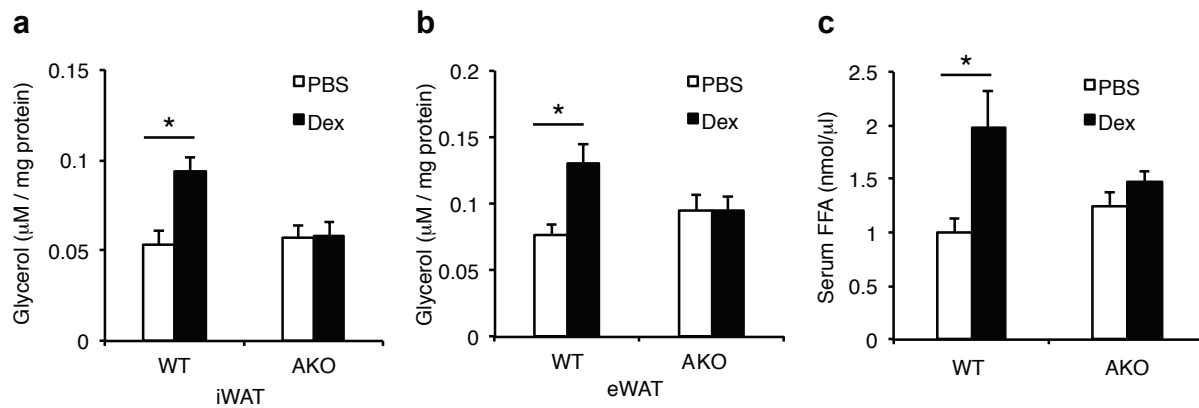 a
Glycerol (μM / mg protein)
0.15
0.1
0.05
0
*
PBS
Dex
WT
AKO
iWAT
b
Glycerol (μM / mg protein)
0.2
0.15
0.1
0.05
0
*
PBS
Dex
WT
AKO
eWAT
c
Serum FFA (nmol/μl)
2.5
2
1.5
1
0.5
0
*
PBS
Dex
WT
AKO